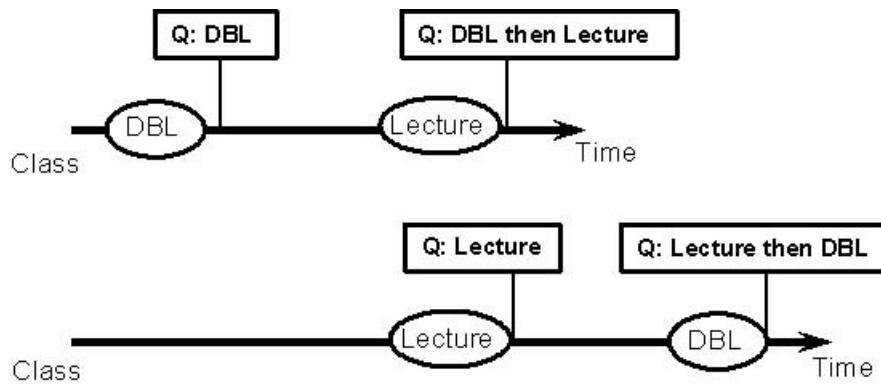 Q: DBL
Q: DBL then Lecture
DBL
Lecture
Class
Time
Q: Lecture
Q: Lecture then DBL
Lecture
DBL
Class
Time